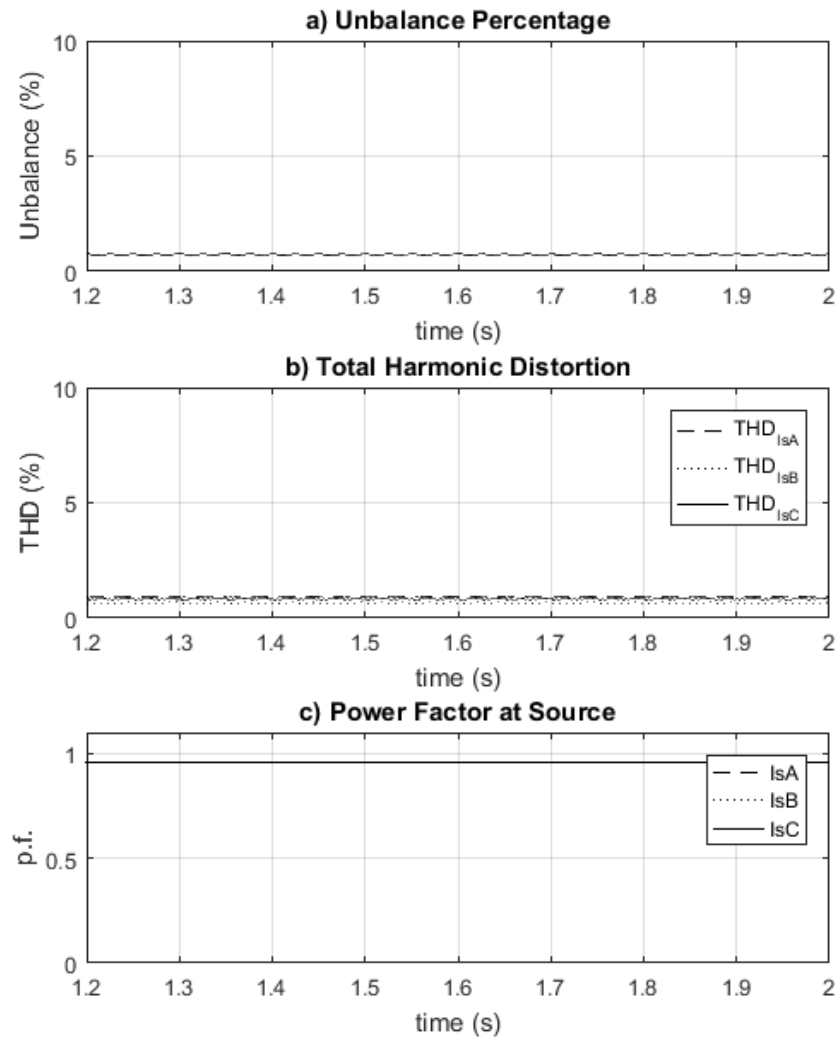 a) Unbalance Percentage
10
5
0
Unbalance (%)
1.2 1.3 1.4 1.5 1.6 1.7 1.8 1.9 2
time (s)
b) Total Harmonic Distortion
10
5
0
THD (%)
THD_IsA
THD_IsB
THD_IsC
1.2 1.3 1.4 1.5 1.6 1.7 1.8 1.9 2
time (s)
c) Power Factor at Source
1
0.5
0
p.f.
IsA
IsB
IsC
1.2 1.3 1.4 1.5 1.6 1.7 1.8 1.9 2
time (s)